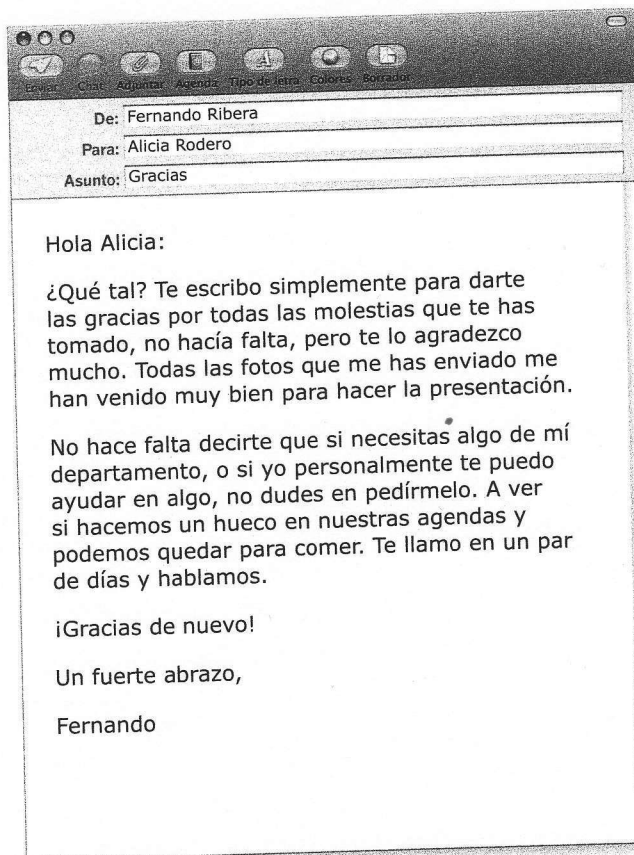 Enviar Chat Adjuntar Agenda Tipo de letra Colores Borrador
De: Fernando Ribera
Para: Alicia Rodero
Asunto: Gracias
Hola Alicia:
¿Qué tal? Te escribo simplemente para darte
las gracias por todas las molestias que te has
tomado, no hacía falta, pero te lo agradezco
mucho. Todas las fotos que me has enviado me
han venido muy bien para hacer la presentación.
No hace falta decirte que si necesitas algo de mí
departamento, o si yo personalmente te puedo
ayudar en algo, no dudes en pedírmelo. A ver
si hacemos un hueco en nuestras agendas y
podemos quedar para comer. Te llamo en un par
de días y hablamos.
¡Gracias de nuevo!
Un fuerte abrazo,
Fernando